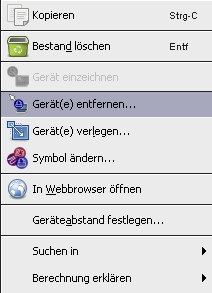 Kopieren Strg-C
Bestand löschen Entf
Gerät einzeichnen
Gerät(e) entfernen...
Gerät(e) verlegen...
Symbol ändern...
In Webbrowser öffnen
Geräteabstand festlegen...
Suchen in
Berechnung erklären